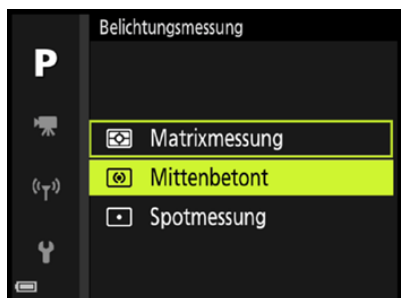 Belichtungsmessung
P
Matrixmessung
Mittenbetont
Spotmessung